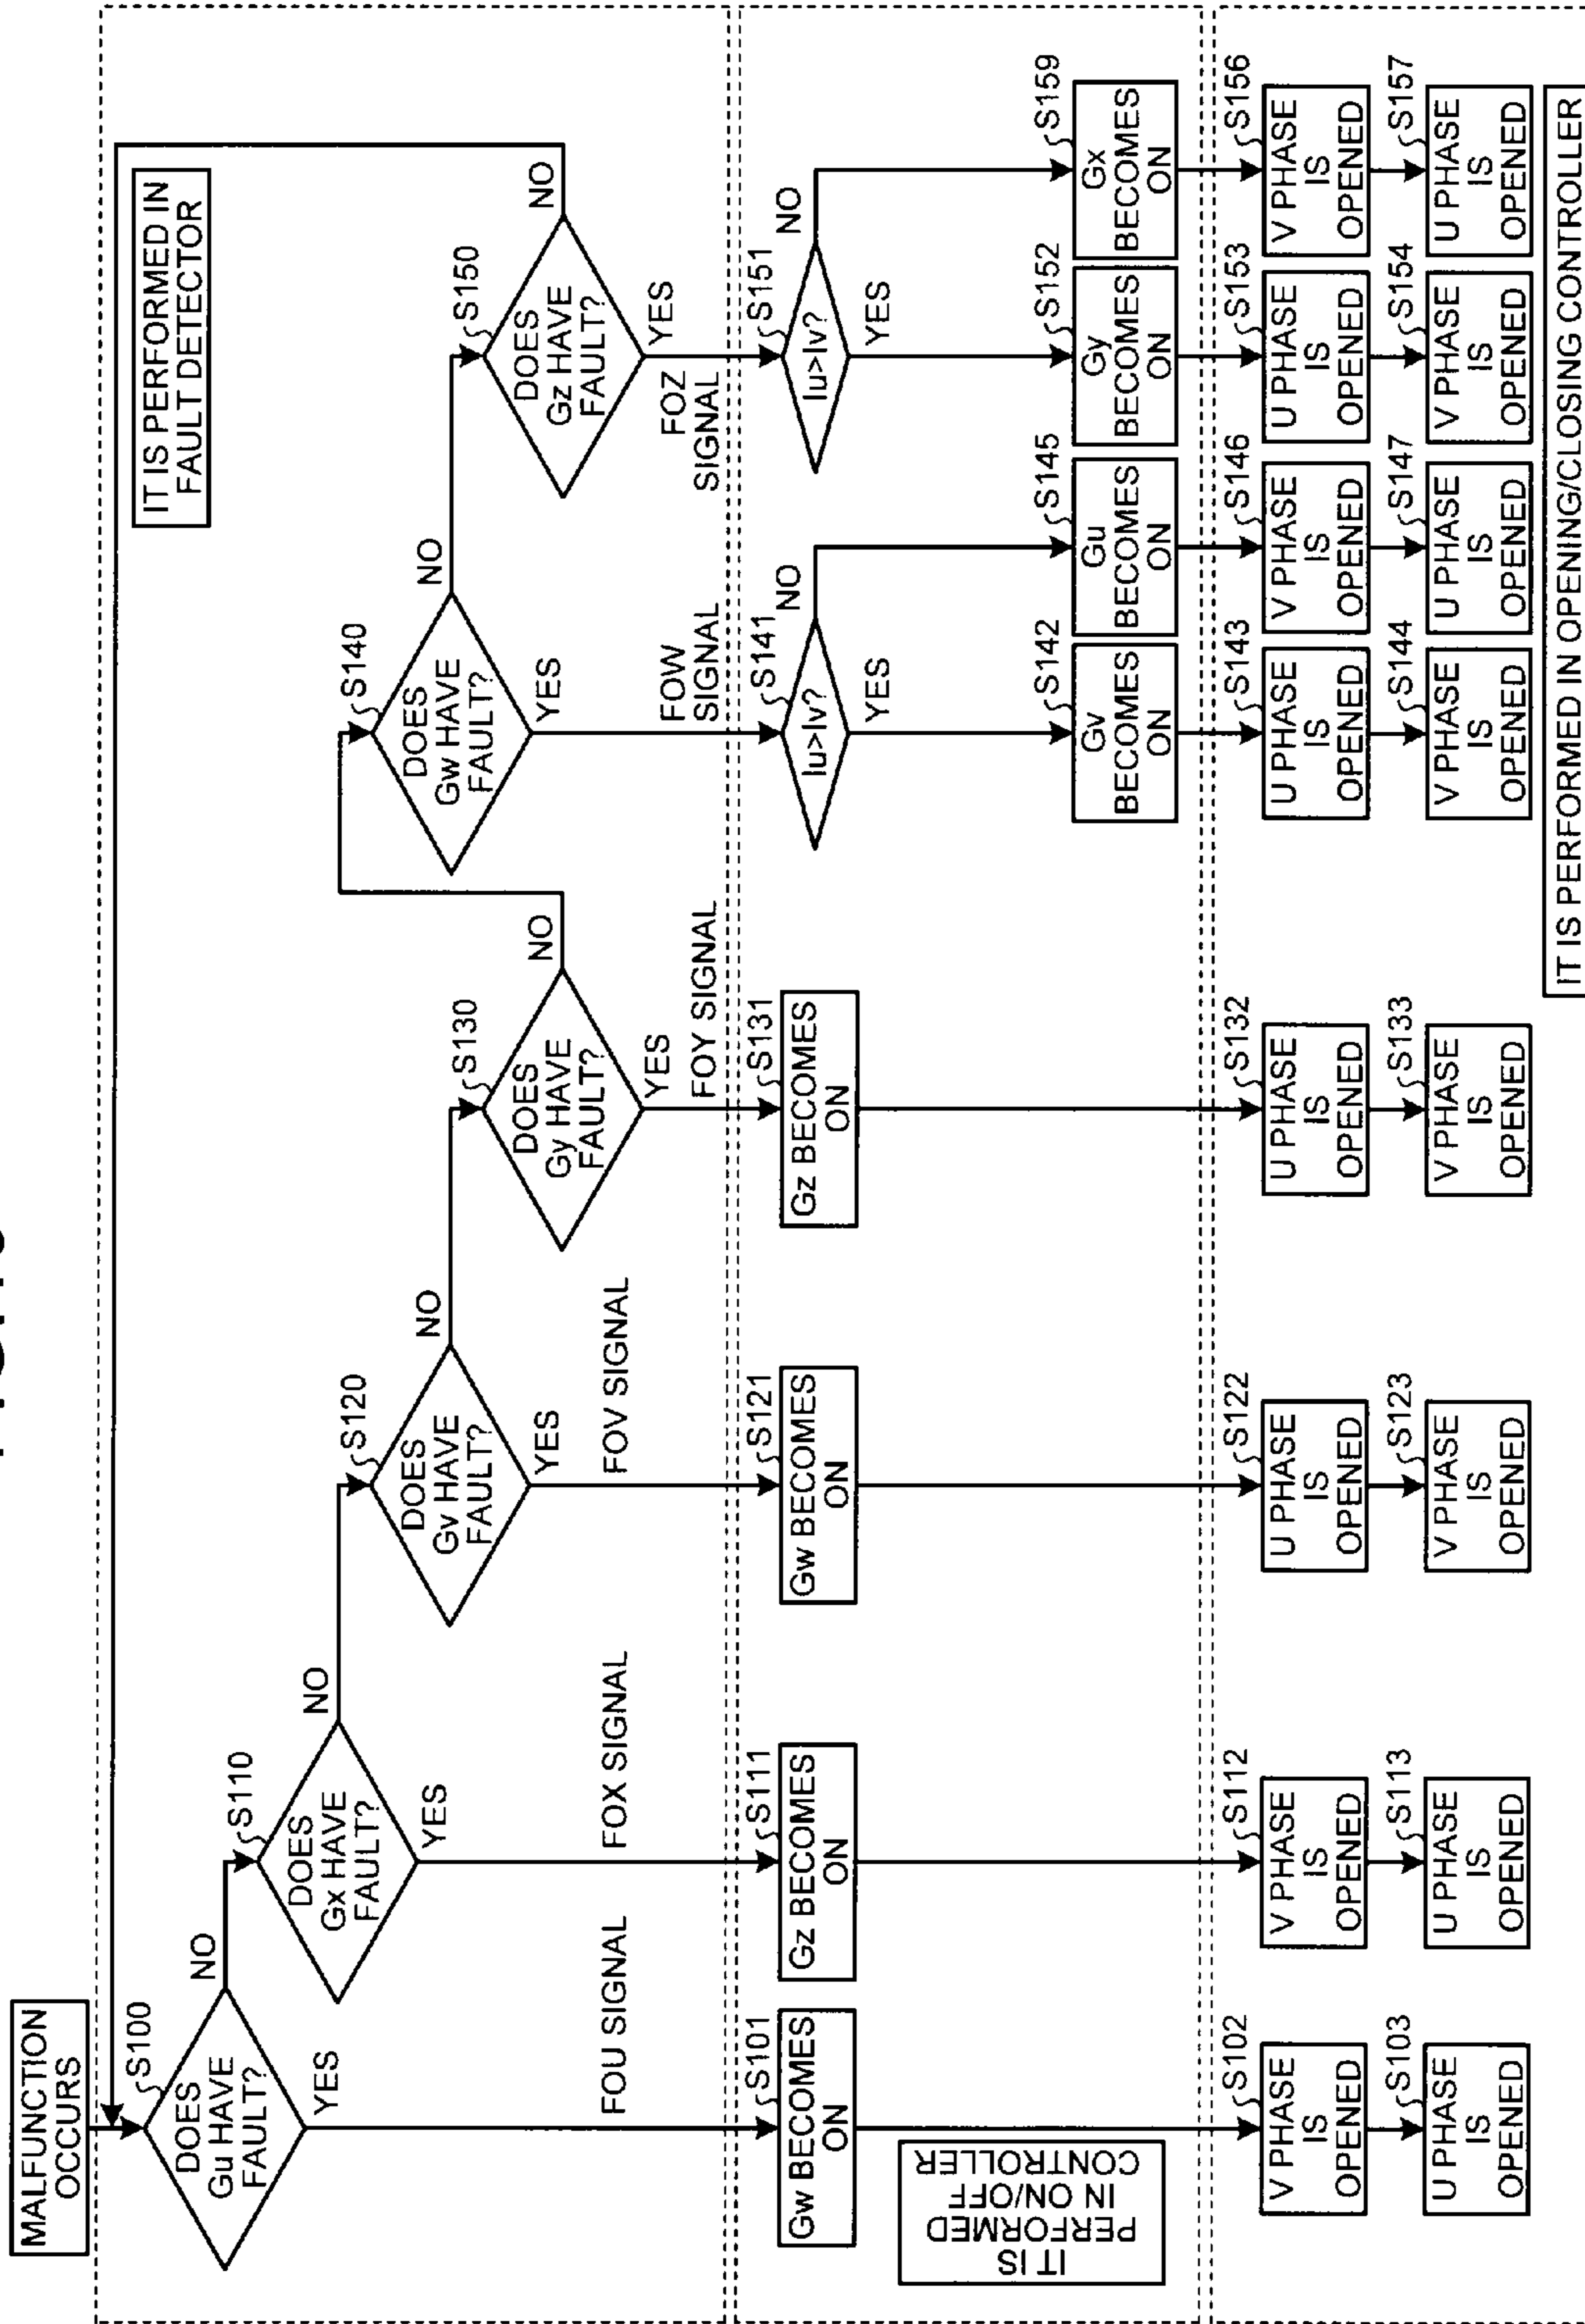 MALFUNCTION
OCCURS
S100
DOES
Gu HAVE
FAULT?
NO
YES
FOU SIGNAL
S110
DOES
Gx HAVE
FAULT?
NO
YES
FOX SIGNAL
S120
DOES
Gv HAVE
FAULT?
NO
YES
FOV SIGNAL
S130
DOES
Gy HAVE
FAULT?
NO
YES
FOY SIGNAL
S140
DOES
Gw HAVE
FAULT?
NO
YES
FOW
SIGNAL
S150
DOES
Gz HAVE
FAULT?
NO
YES
FOZ
SIGNAL
IT IS PERFORMED IN
FAULT DETECTOR
S101
Gw BECOMES
ON
S111
Gz BECOMES
ON
S121
Gw BECOMES
ON
S131
Gz BECOMES
ON
S141
Iu>Iv?
NO
YES
S151
Iu>Iv?
NO
YES
S142
Gv
BECOMES
ON
S145
Gu
BECOMES
ON
S152
Gy
BECOMES
ON
S159
Gx
BECOMES
ON
IT IS
PERFORMED
IN ON/OFF
CONTROLLER
S102
V PHASE
IS
OPENED
S112
V PHASE
IS
OPENED
S122
U PHASE
IS
OPENED
S132
U PHASE
IS
OPENED
S143
U PHASE
IS
OPENED
S146
V PHASE
IS
OPENED
S153
U PHASE
IS
OPENED
S156
V PHASE
IS
OPENED
S103
U PHASE
IS
OPENED
S113
U PHASE
IS
OPENED
S123
V PHASE
IS
OPENED
S133
V PHASE
IS
OPENED
S144
V PHASE
IS
OPENED
S147
U PHASE
IS
OPENED
S154
V PHASE
IS
OPENED
S157
U PHASE
IS
OPENED
IT IS PERFORMED IN OPENING/CLOSING CONTROLLER